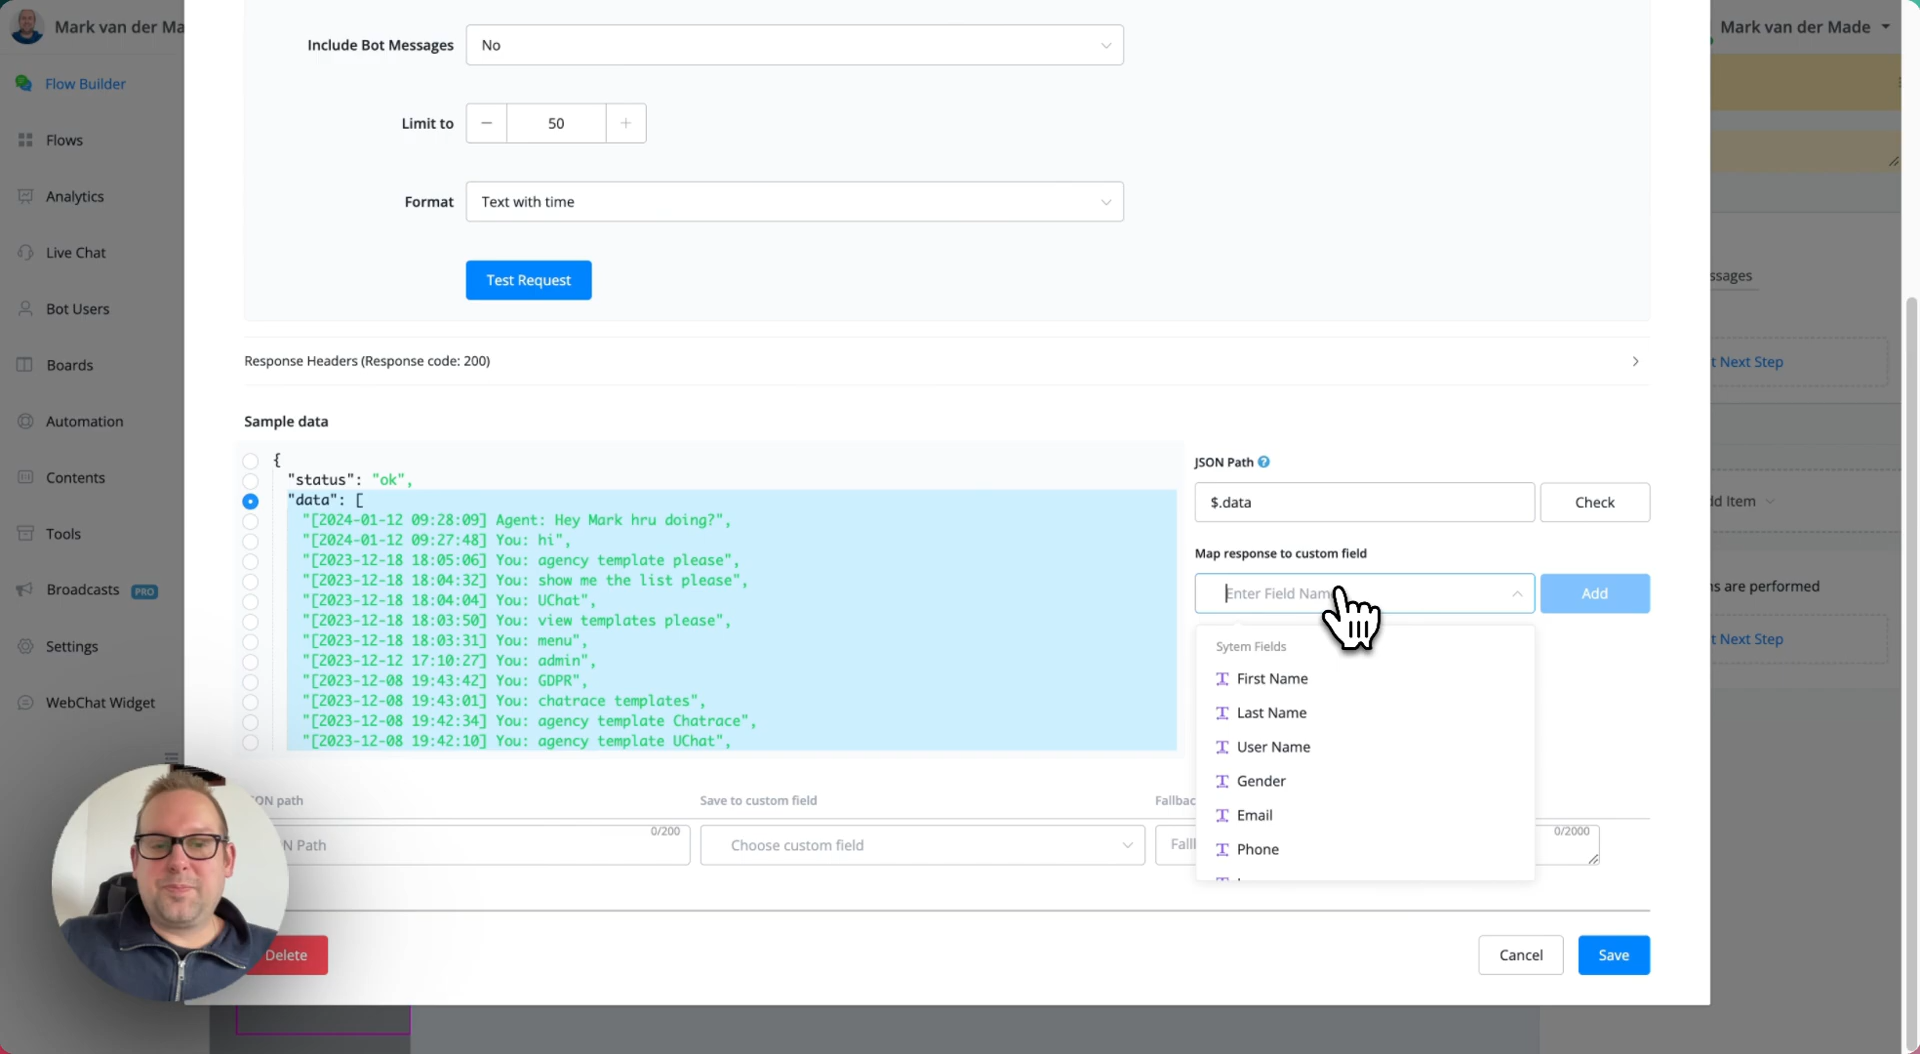 Mark van der Ma
Mark van der Made
Flow Builder
Flows
Analytics
Live Chat
Bot Users
Boards
Automation
Contents
Tools
Broadcasts PRO
Settings
WebChat Widget
Include Bot Messages No
Limit to − 50 +
Format Text with time
Test Request
Response Headers (Response code: 200)
Sample data
{
"status": "ok",
"data": [
"[2024-01-12 09:28:09] Agent: Hey Mark hru doing?",
"[2024-01-12 09:27:48] You: hi",
"[2023-12-18 18:05:06] You: agency template please",
"[2023-12-18 18:04:32] You: show me the list please",
"[2023-12-18 18:04:04] You: UChat",
"[2023-12-18 18:03:50] You: view templates please",
"[2023-12-18 18:03:31] You: menu",
"[2023-12-12 17:10:27] You: admin",
"[2023-12-08 19:43:42] You: GDPR",
"[2023-12-08 19:43:01] You: chatrace templates",
"[2023-12-08 19:42:34] You: agency template Chatrace",
"[2023-12-08 19:42:10] You: agency template UChat",
JSON Path ?
$.data Check
Map response to custom field
Enter Field Nam Add
Sytem Fields
First Name
Last Name
User Name
Gender
Email
Phone
ON path Save to custom field Fallbac
N Path 0/200 Choose custom field Fall 0/2000
Delete Cancel Save
ssages
t Next Step
dd Item
ns are performed
t Next Step